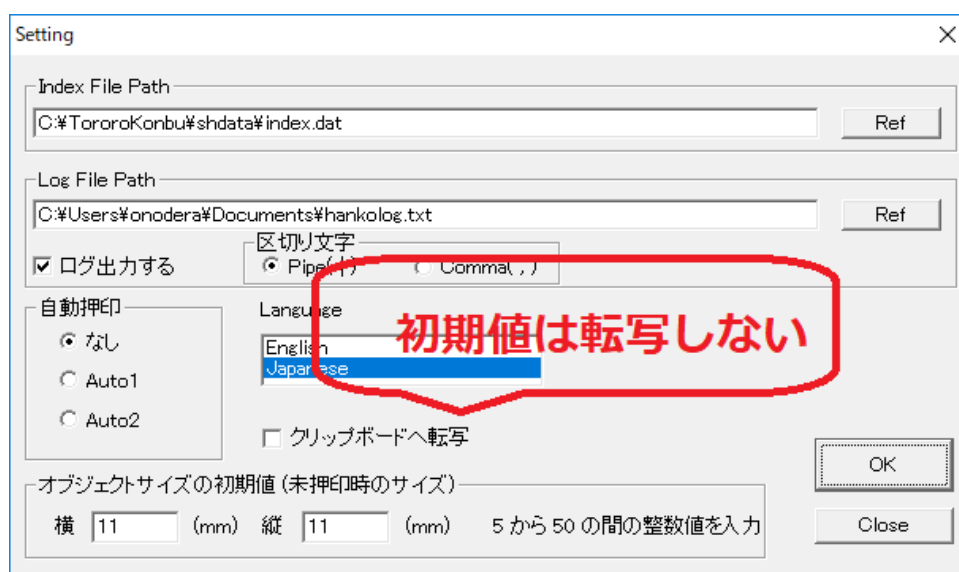 Setting
Index File Path
C:¥TororoKonbu¥shdata¥index.dat
Ref
Log File Path
C:¥Users¥onodera¥Documents¥hankolog.txt
Ref
ログ出力する
区切り文字
Pipe(|)
Comma( , )
自動押印
なし
Auto1
Auto2
Language
English
Japanese
初期値は転写しない
クリップボードへ転写
OK
オブジェクトサイズの初期値(未押印時のサイズ)
横 11 (mm) 縦 11 (mm) 5 から 50 の間の整数値を入力
Close